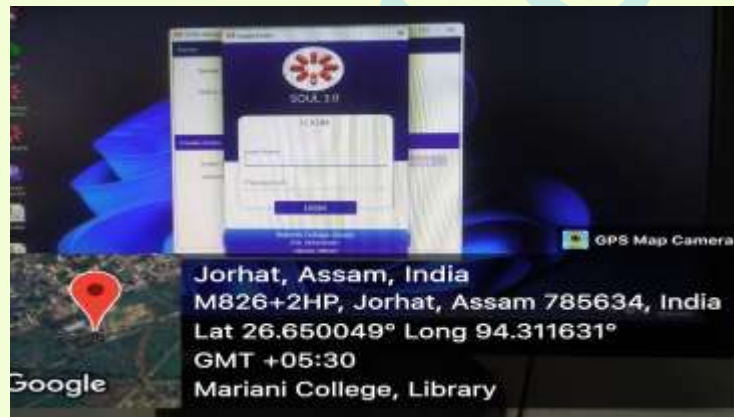 SOUL 3.0
LOGIN
LOGIN
GPS Map Camera
Jorhat, Assam, India
M826+2HP, Jorhat, Assam 785634, India
Lat 26.650049° Long 94.311631°
GMT +05:30
Mariani College, Library
Google